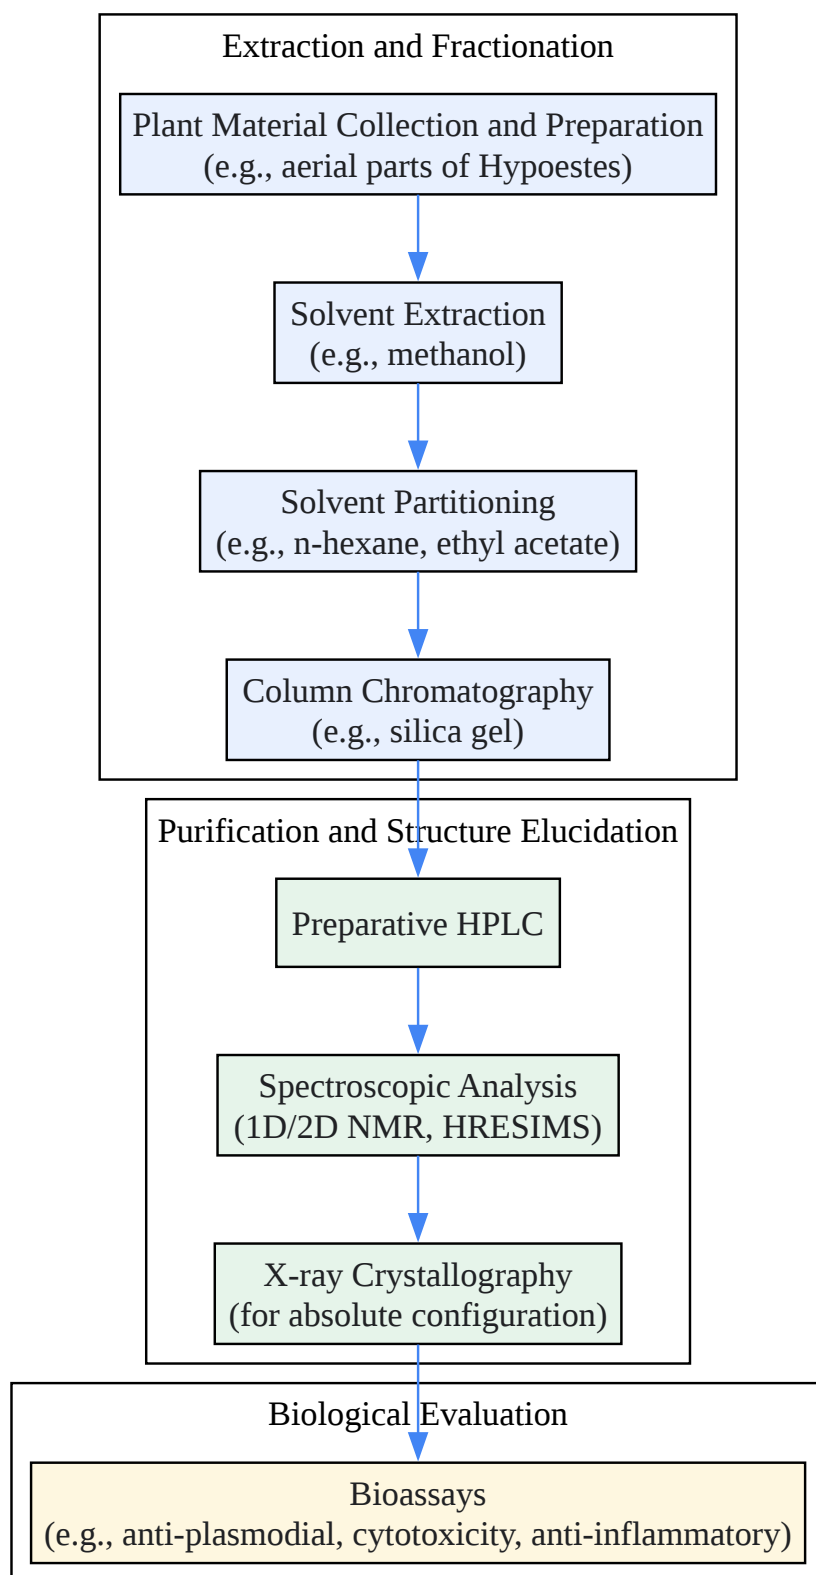 Extraction and Fractionation
Plant Material Collection and Preparation
(e.g., aerial parts of Hypoestes)
Solvent Extraction
(e.g., methanol)
Solvent Partitioning
(e.g., n-hexane, ethyl acetate)
Column Chromatography
(e.g., silica gel)
Purification and Structure Elucidation
Preparative HPLC
Spectroscopic Analysis
(1D/2D NMR, HRESIMS)
X-ray Crystallography
(for absolute configuration)
Biological Evaluation
Bioassays
(e.g., anti-plasmodial, cytotoxicity, anti-inflammatory)